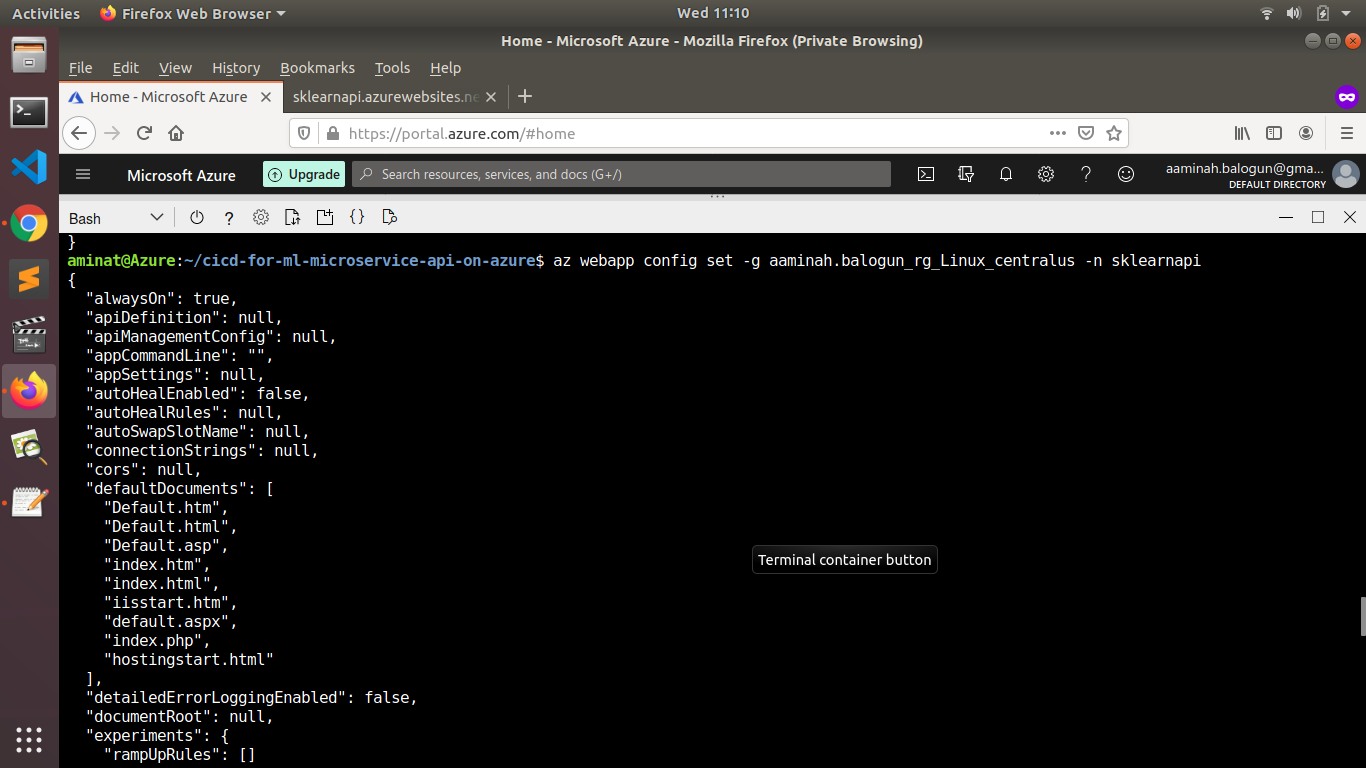 Activities Firefox Web Browser Wed 11:10
Home - Microsoft Azure - Mozilla Firefox (Private Browsing)
File Edit View History Bookmarks Tools Help
Home - Microsoft Azure sklearnapi.azurewebsites.ne
https://portal.azure.com/#home
Microsoft Azure Upgrade Search resources, services, and docs (G+/) aaminah.balogun@gma...
DEFAULT DIRECTORY
Bash
}
aminat@Azure:~/cicd-for-ml-microservice-api-on-azure$ az webapp config set -g aaminah.balogun_rg_Linux_centralus -n sklearnapi
{
"alwaysOn": true,
"apiDefinition": null,
"apiManagementConfig": null,
"appCommandLine": "",
"appSettings": null,
"autoHealEnabled": false,
"autoHealRules": null,
"autoSwapSlotName": null,
"connectionStrings": null,
"cors": null,
"defaultDocuments": [
"Default.htm",
"Default.html",
"Default.asp",
"index.htm",
"index.html",
"iisstart.htm",
"default.aspx",
"index.php",
"hostingstart.html"
],
"detailedErrorLoggingEnabled": false,
"documentRoot": null,
"experiments": {
"rampUpRules": []
Terminal container button